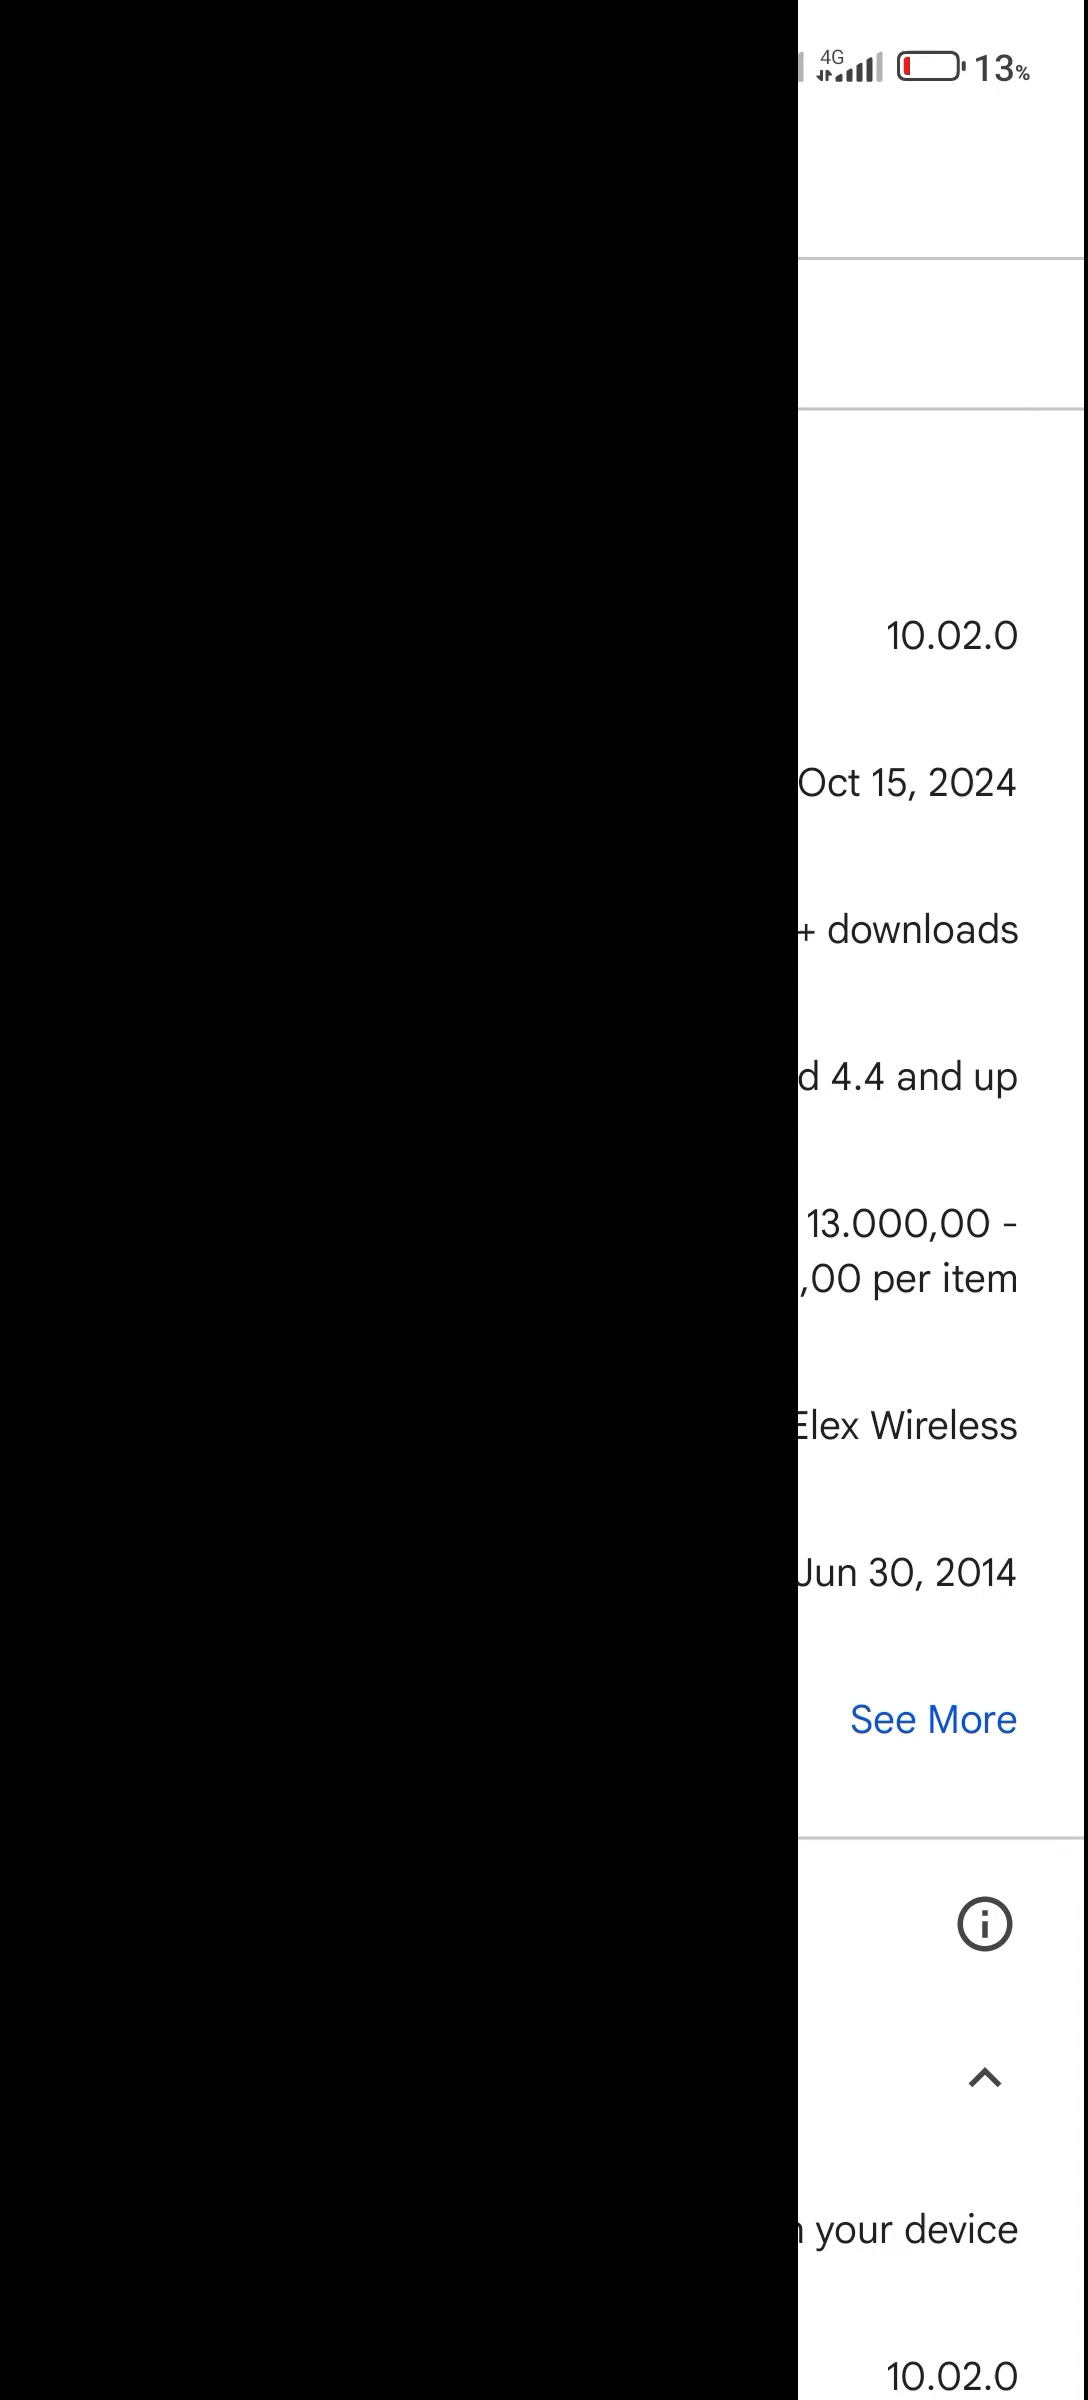 4G 13%
10.02.0
Oct 15, 2024
+ downloads
4.4 and up
13.000,00 -
,00 per item
Elex Wireless
Jun 30, 2014
See More
your device
10.02.0